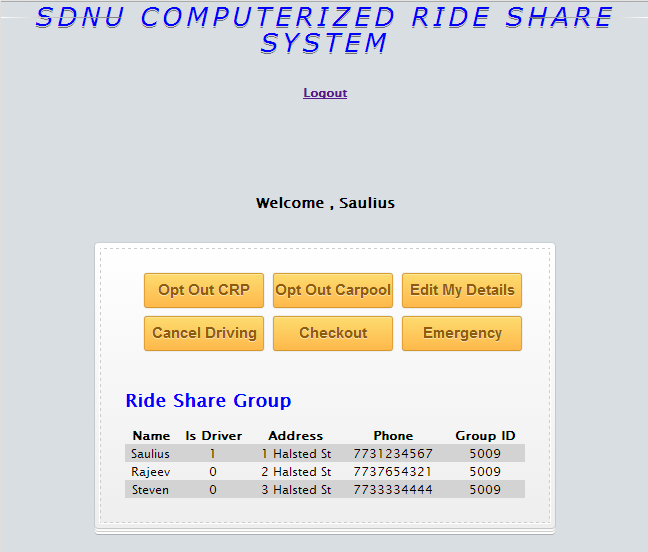 SDNU COMPUTERIZED RIDE SHARE
SYSTEM
Logout
Welcome , Saulius
Opt Out CRP Opt Out Carpool Edit My Details
Cancel Driving Checkout Emergency
Ride Share Group
Name Is Driver Address Phone Group ID
Saulius 1 1 Halsted St 7731234567 5009
Rajeev 0 2 Halsted St 7737654321 5009
Steven 0 3 Halsted St 7733334444 5009